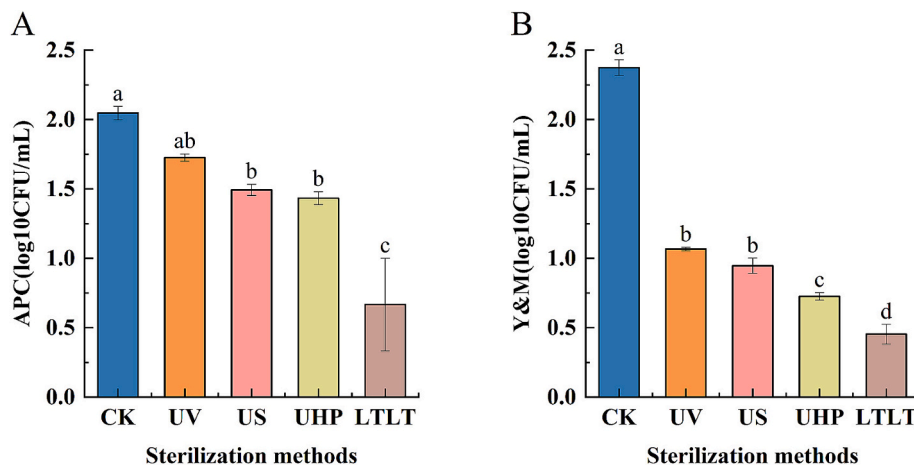 A
APC(log10CFU/mL)
2.5
2.0
1.5
1.0
0.5
0.0
a
ab
b
b
c
CK UV US UHP LTLT
Sterilization methods
B
Y&M(log10CFU/mL)
2.5
2.0
1.5
1.0
0.5
0.0
a
b
b
c
d
CK UV US UHP LTLT
Sterilization methods